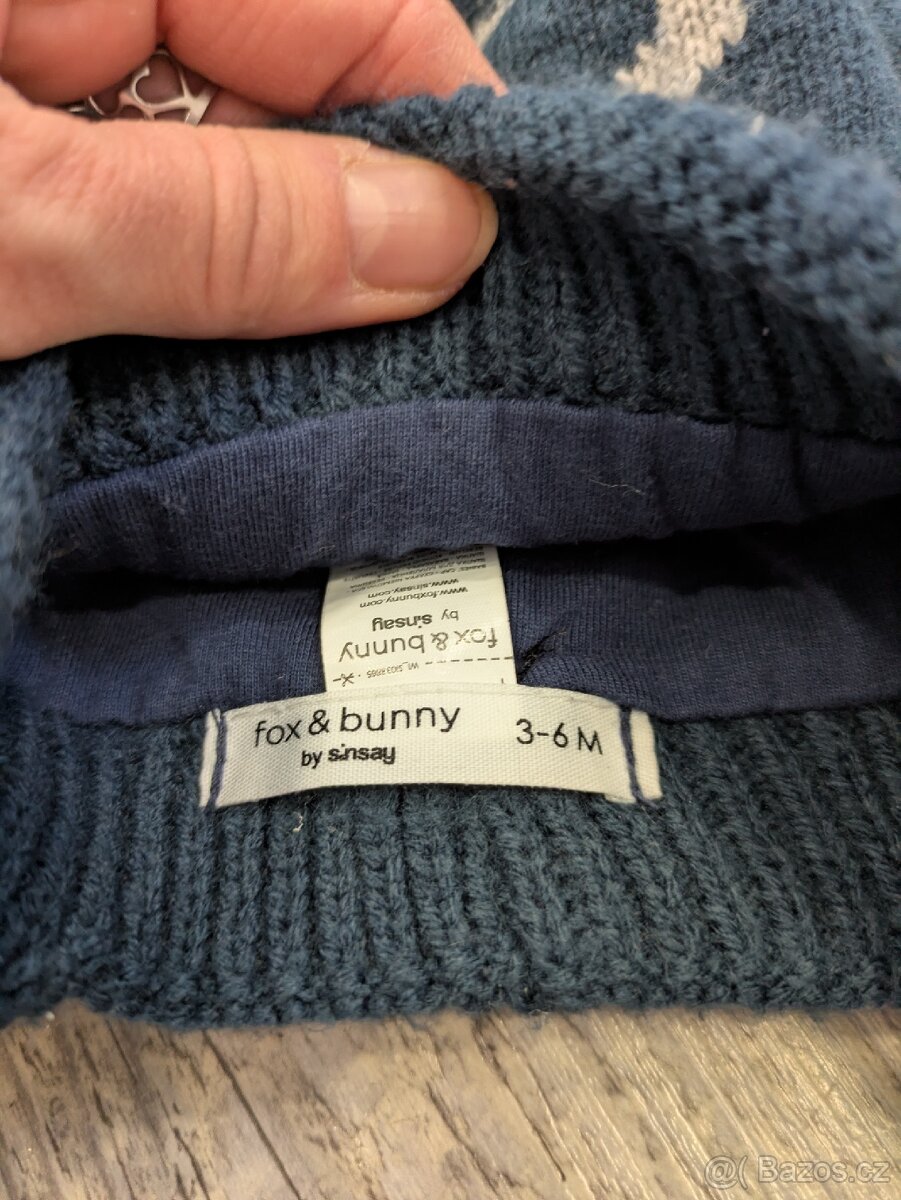 fox & bunny
by sinsay
3-6 M
fox & bunny
by sinsay
www.foxbunny.com
www.sinsay.com
@( Bazos.cz